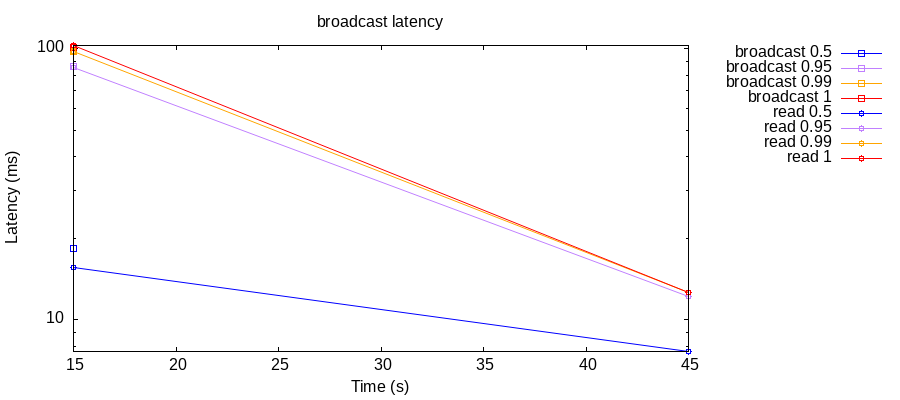 broadcast latency
100
10
Latency (ms)
15 20 25 30 35 40 45
Time (s)
broadcast 0.5
broadcast 0.95
broadcast 0.99
broadcast 1
read 0.5
read 0.95
read 0.99
read 1